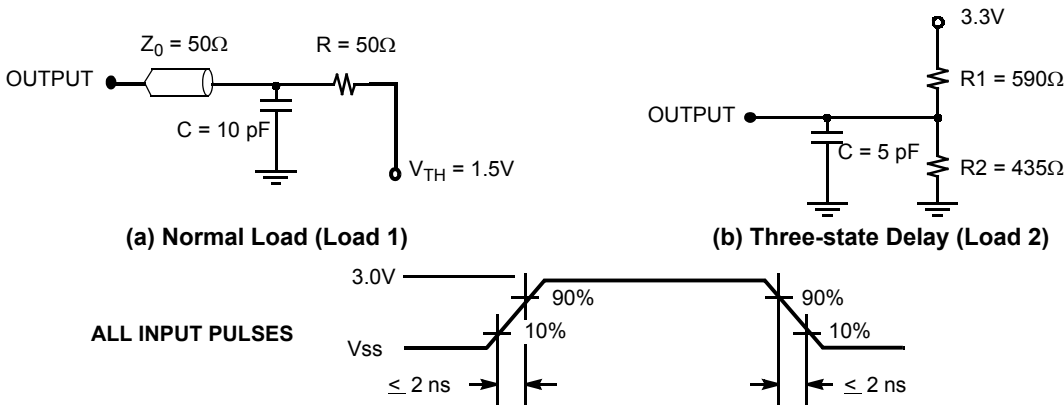 3.3V
Z0 = 50Ω
R = 50Ω
OUTPUT
R1 = 590Ω
C = 10 pF
OUTPUT
C = 5 pF
VTH = 1.5V
R2 = 435Ω
(a) Normal Load (Load 1)
(b) Three-state Delay (Load 2)
3.0V
90%
90%
ALL INPUT PULSES
10%
10%
Vss
≤ 2 ns
≤ 2 ns